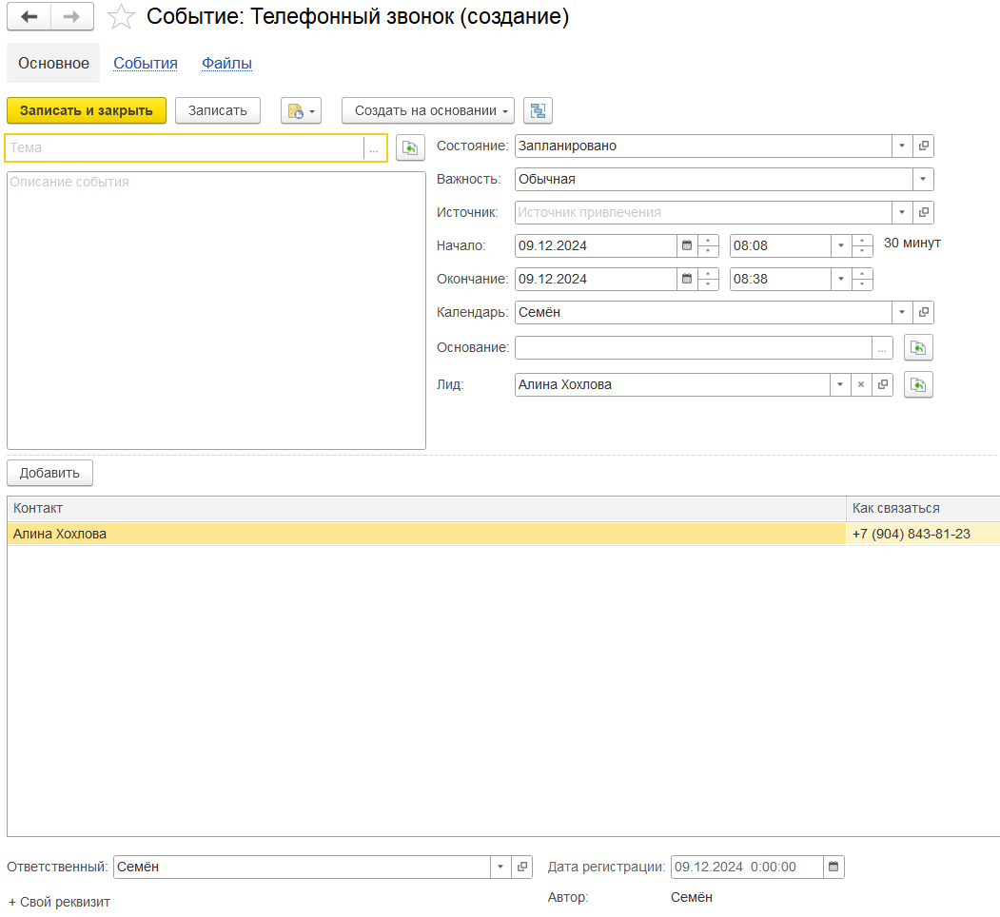 Событие: Телефонный звонок (создание)
Основное События Файлы
Записать и закрыть Записать Создать на основании
Тема ...
Описание события
Состояние: Запланировано
Важность: Обычная
Источник: Источник привлечения
Начало: 09.12.2024 08:08 30 минут
Окончание: 09.12.2024 08:38
Календарь: Семён
Основание: ...
Лид: Алина Хохлова
Добавить
Контакт Как связаться
Алина Хохлова +7 (904) 843-81-23
Ответственный: Семён Дата регистрации: 09.12.2024 0:00:00
+ Свой реквизит Автор: Семён